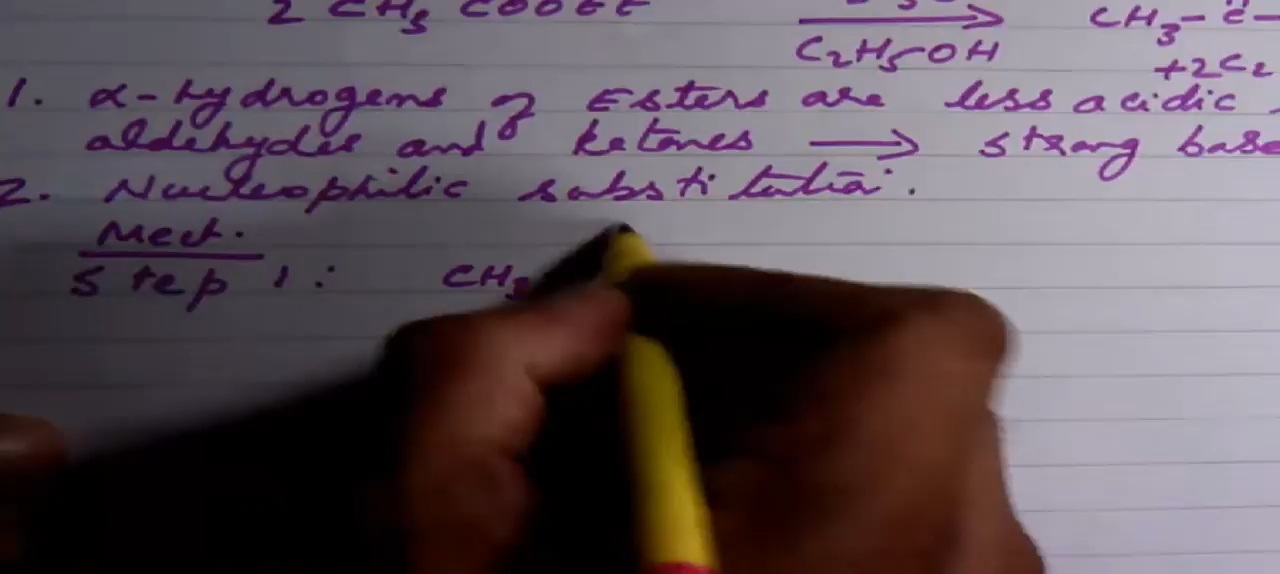 2 CH3 COOEt CH3 - C -
C2H5OH
+2C2
1. α-hydrogens of Esters are less acidic
aldehydes and ketones → strong base
2. Nucleophilic substitution.
Mech.
Step 1: CH3